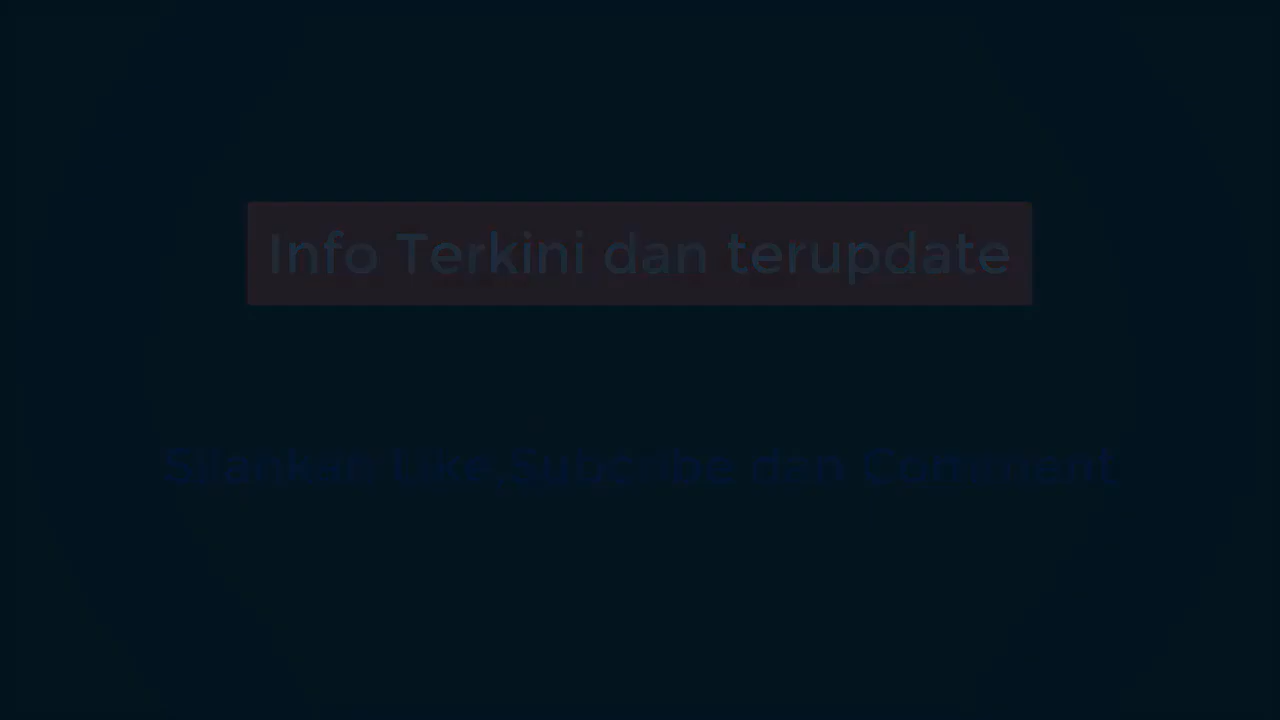 Info Terkini dan terupdate
Silahkan Like,Subcribe dan Comment